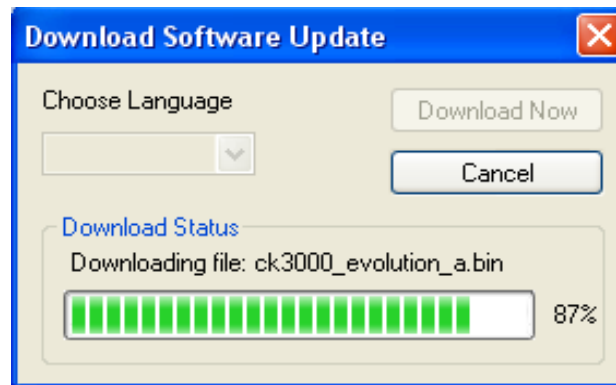 Download Software Update
Choose Language
Download Now
Cancel
Download Status
Downloading file: ck3000_evolution_a.bin
87%